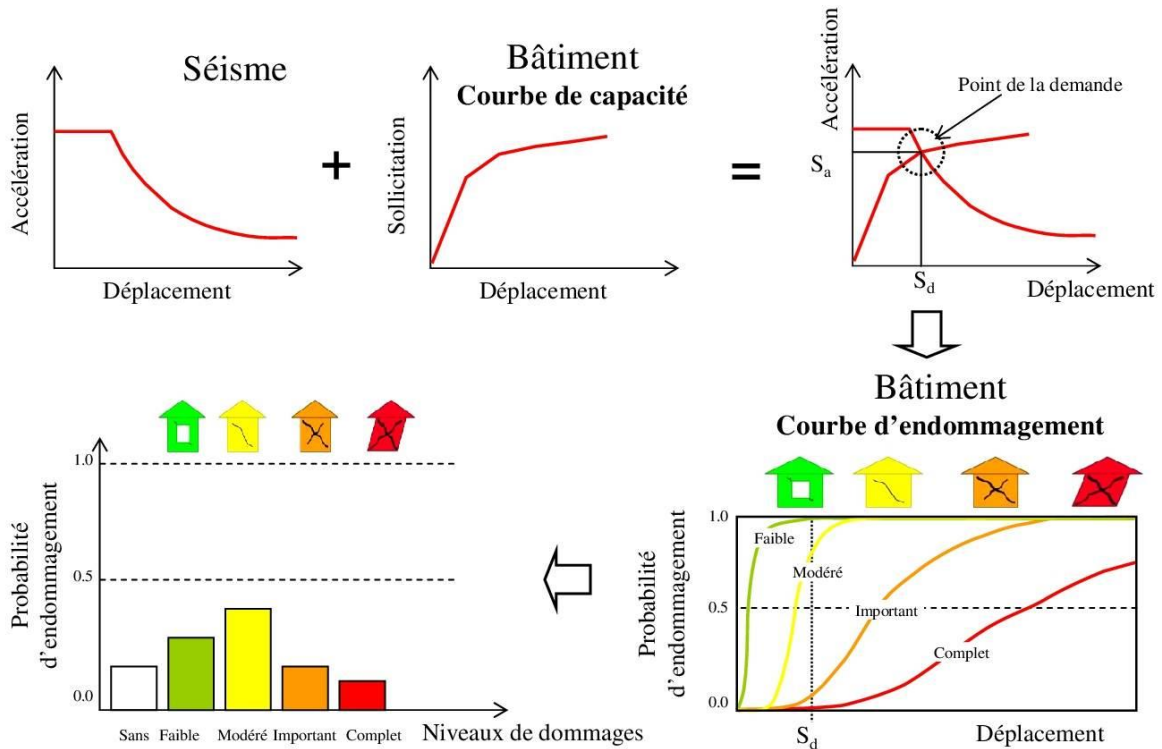 Séisme
Accélération
Déplacement
+
Bâtiment
Courbe de capacité
Sollicitation
=
Accélération
Point de la demande
Sa
Sd
Déplacement
Bâtiment
Courbe d'endommagement
Probabilité
d'endommagement
1.0
0.5
0.0
Faible
Modéré
Important
Complet
Sd
Déplacement
Probabilité
d'endommagement
1.0
0.5
0.0
Sans Faible Modéré Important Complet
Niveaux de dommages